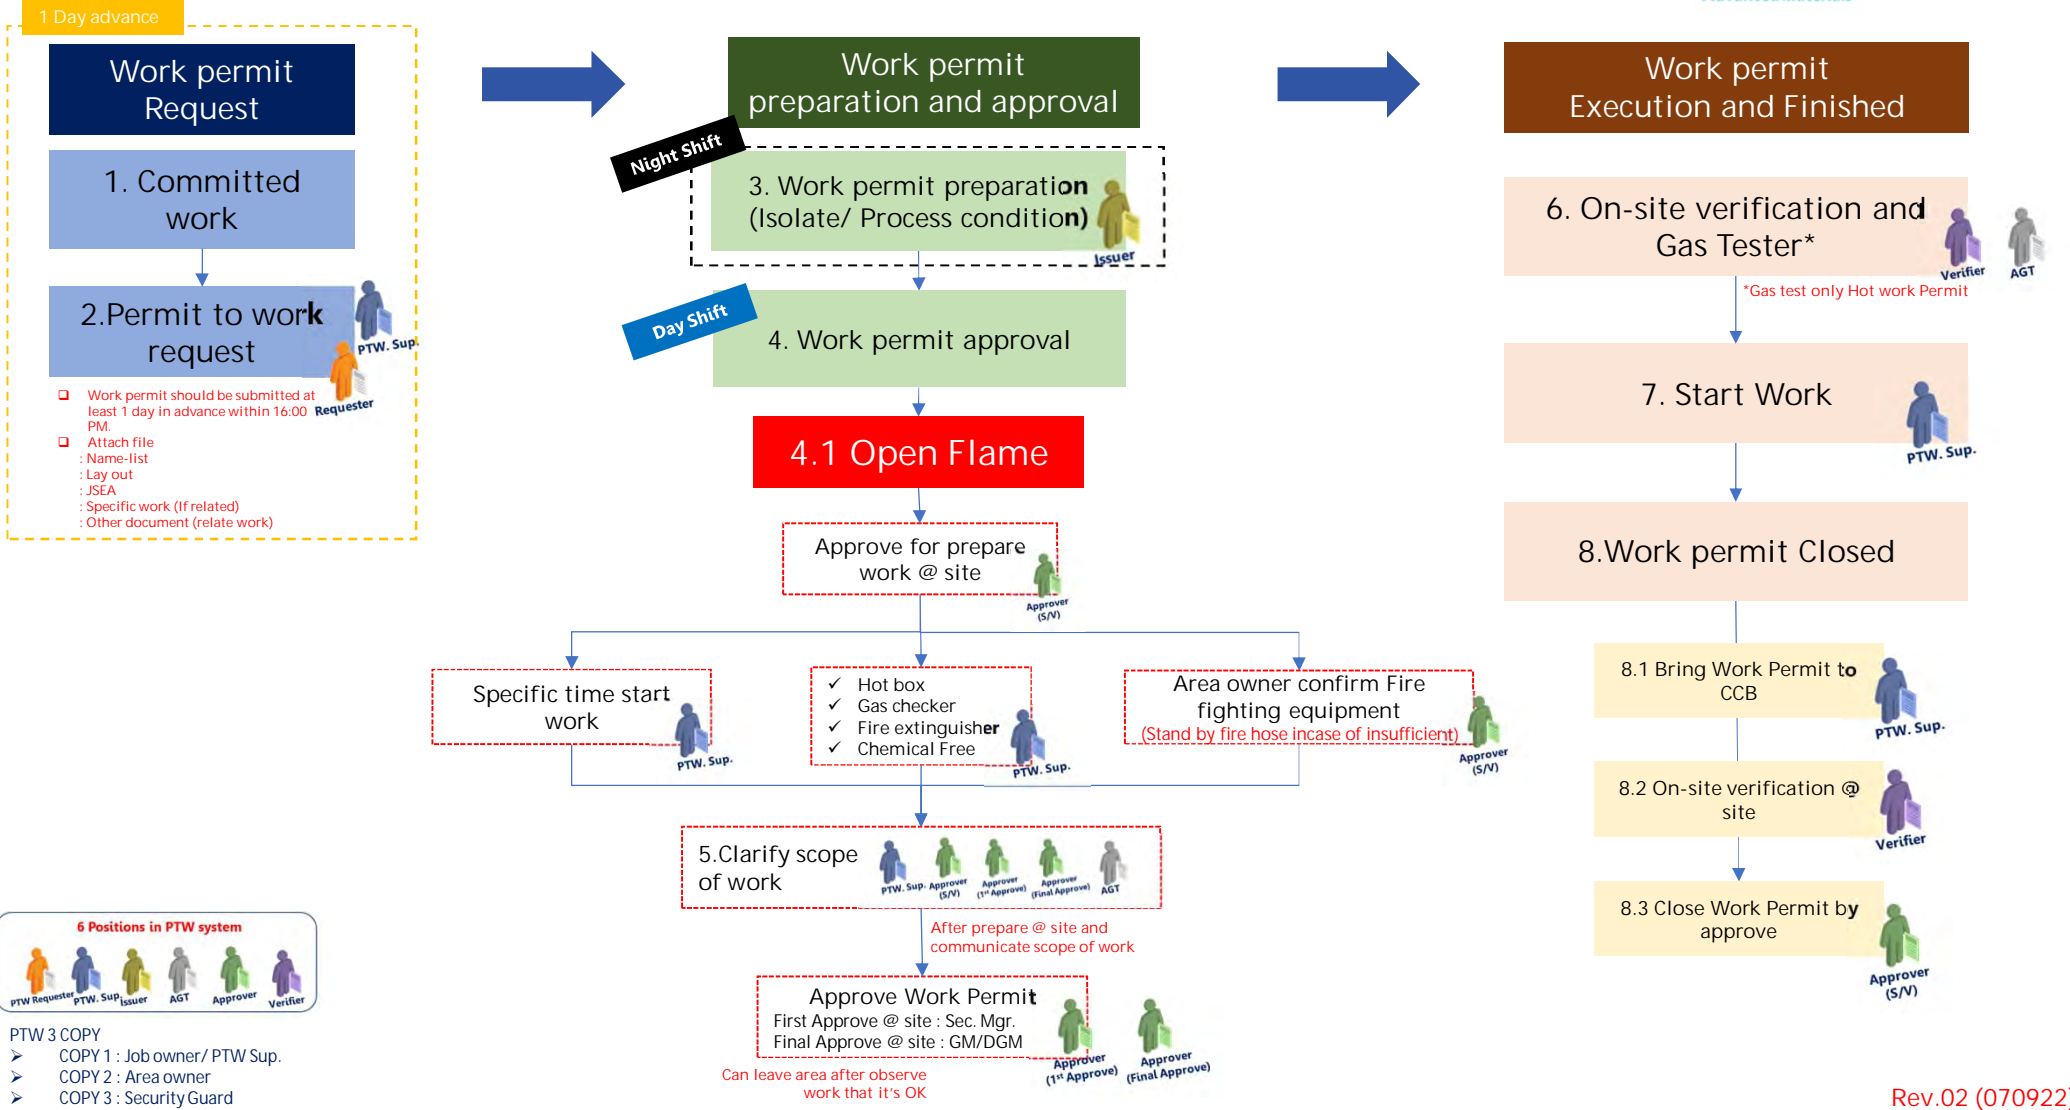 1 Day advance
Work permit
Request
1. Committed
work
2.Permit to work
request
PTW. Sup.
Requester
❑ Work permit should be submitted at
least 1 day in advance within 16:00
PM.
❑ Attach file
: Name-list
: Lay out
: JSEA
: Specific work (If related)
: Other document (relate work)
Work permit
preparation and approval
Night Shift
3. Work permit preparation
(Isolate/ Process condition)
Issuer
Day Shift
4. Work permit approval
4.1 Open Flame
Approve for prepare
work @ site
Approver
(S/V)
Specific time start
work
PTW. Sup.
✓ Hot box
✓ Gas checker
✓ Fire extinguisher
✓ Chemical Free
PTW. Sup.
Area owner confirm Fire
fighting equipment
(Stand by fire hose incase of insufficient)
Approver
(S/V)
5.Clarify scope
of work
PTW. Sup.
Approver
(S/V)
Approver
(1st Approve)
Approver
(Final Approve)
AGT
After prepare @ site and
communicate scope of work
Approve Work Permit
First Approve @ site : Sec. Mgr.
Final Approve @ site : GM/DGM
Approver
(1st Approve)
Approver
(Final Approve)
Can leave area after observe
work that it's OK
Work permit
Execution and Finished
6. On-site verification and
Gas Tester*
Verifier
AGT
*Gas test only Hot work Permit
7. Start Work
PTW. Sup.
8.Work permit Closed
8.1 Bring Work Permit to
CCB
PTW. Sup.
8.2 On-site verification @
site
Verifier
8.3 Close Work Permit by
approve
Approver
(S/V)
6 Positions in PTW system
PTW Requester
PTW. Sup.
Issuer
AGT
Approver
Verifier
PTW 3 COPY
➢ COPY 1 : Job owner/ PTW Sup.
➢ COPY 2 : Area owner
➢ COPY 3 : Security Guard
Rev.02 (070922)